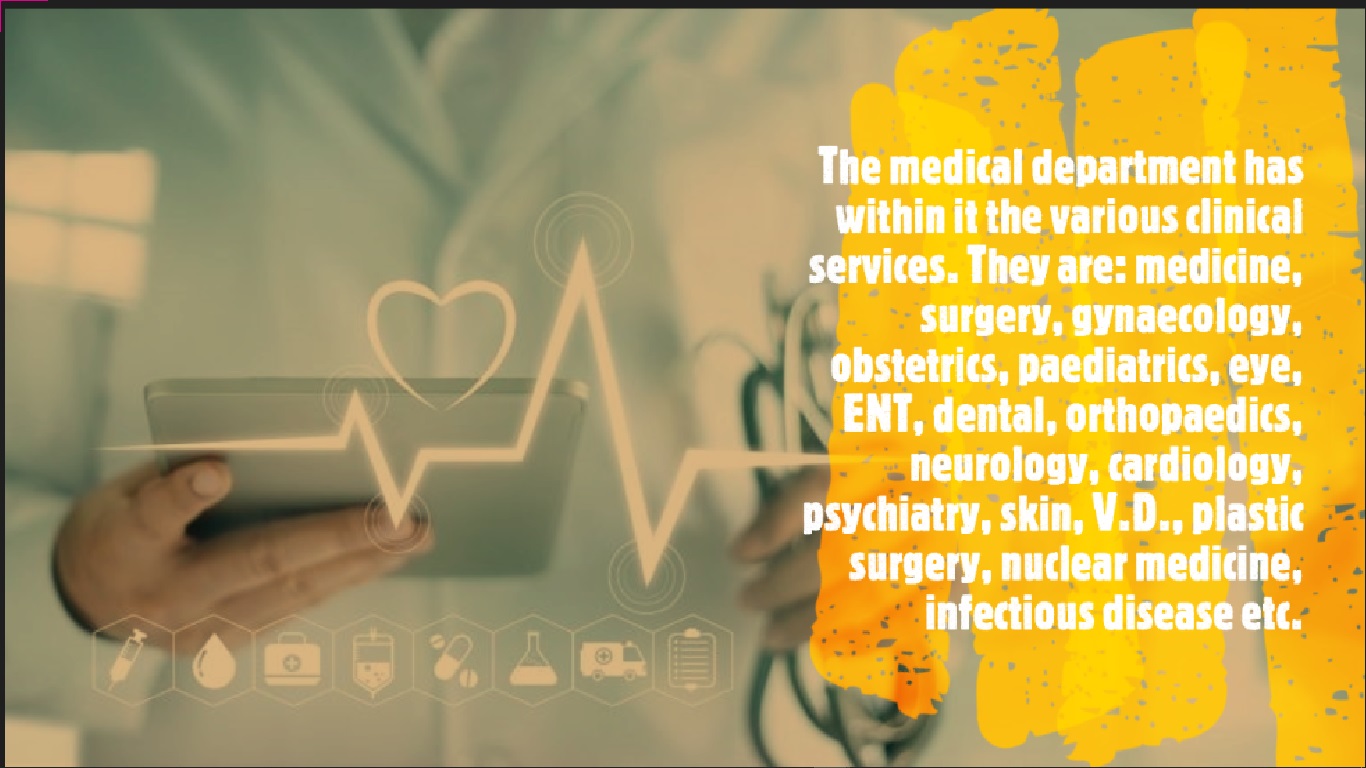 The medical department has
within it the various clinical
services. They are: medicine,
surgery, gynaecology,
obstetrics, paediatrics, eye,
ENT, dental, orthopaedics,
neurology, cardiology,
psychiatry, skin, V.D., plastic
surgery, nuclear medicine,
infectious disease etc.